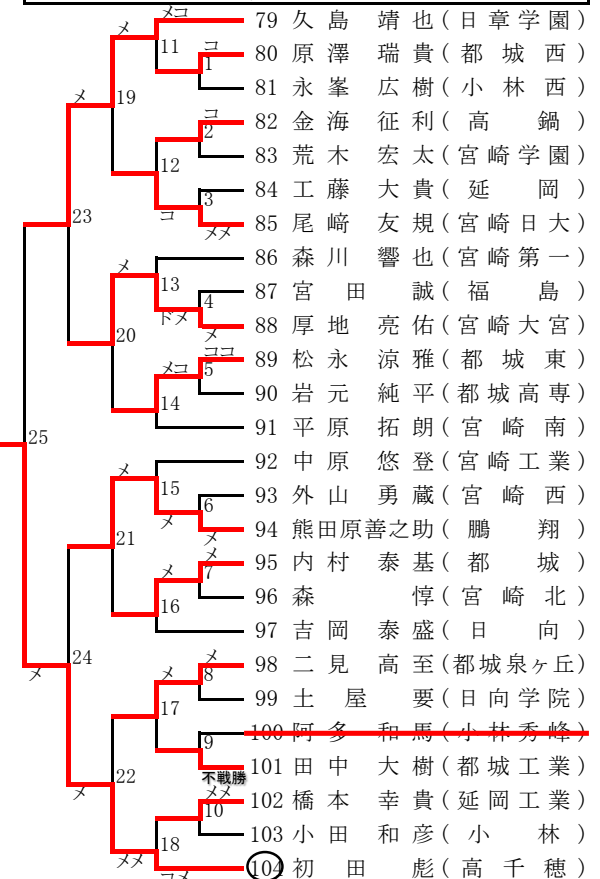 メコ 79 久島 靖也(日章学園)
メ 11 コ 80 原澤 瑞貴(都城西)
1 81 永峯 広樹(小林西)
メ 19 コ 82 金海 征利(高鍋)
2 83 荒木 宏太(宮崎学園)
12 84 工藤 大貴(延岡)
3 コ メメ 85 尾﨑 友規(宮崎日大)
23 86 森川 響也(宮崎第一)
メ 13 87 宮田 誠(福島)
4 ドメ メ 88 厚地 亮佑(宮崎大宮)
20 ココ 89 松永 涼雅(都城東)
メコ 5 90 岩元 純平(都城高専)
14 91 平原 拓朗(宮崎南)
25 92 中原 悠登(宮崎工業)
メ 15 93 外山 勇蔵(宮崎西)
6 メ メ 94 熊田原善之助(鵬翔)
21 メ 95 内村 泰基(都城)
メ 7 96 森 惇(宮崎北)
16 97 吉岡 泰盛(日向)
24 メ メ 98 二見 高至(都城泉ヶ丘)
メ 8 99 土屋 要(日向学院)
17 100 阿多 和馬(小林秀峰)
9 不戦勝 101 田中 大樹(都城工業)
22 メ メメ 102 橋本 幸貴(延岡工業)
10 103 小田 和彦(小林)
18 メメ コメ 104 初田 彪(高千穂)